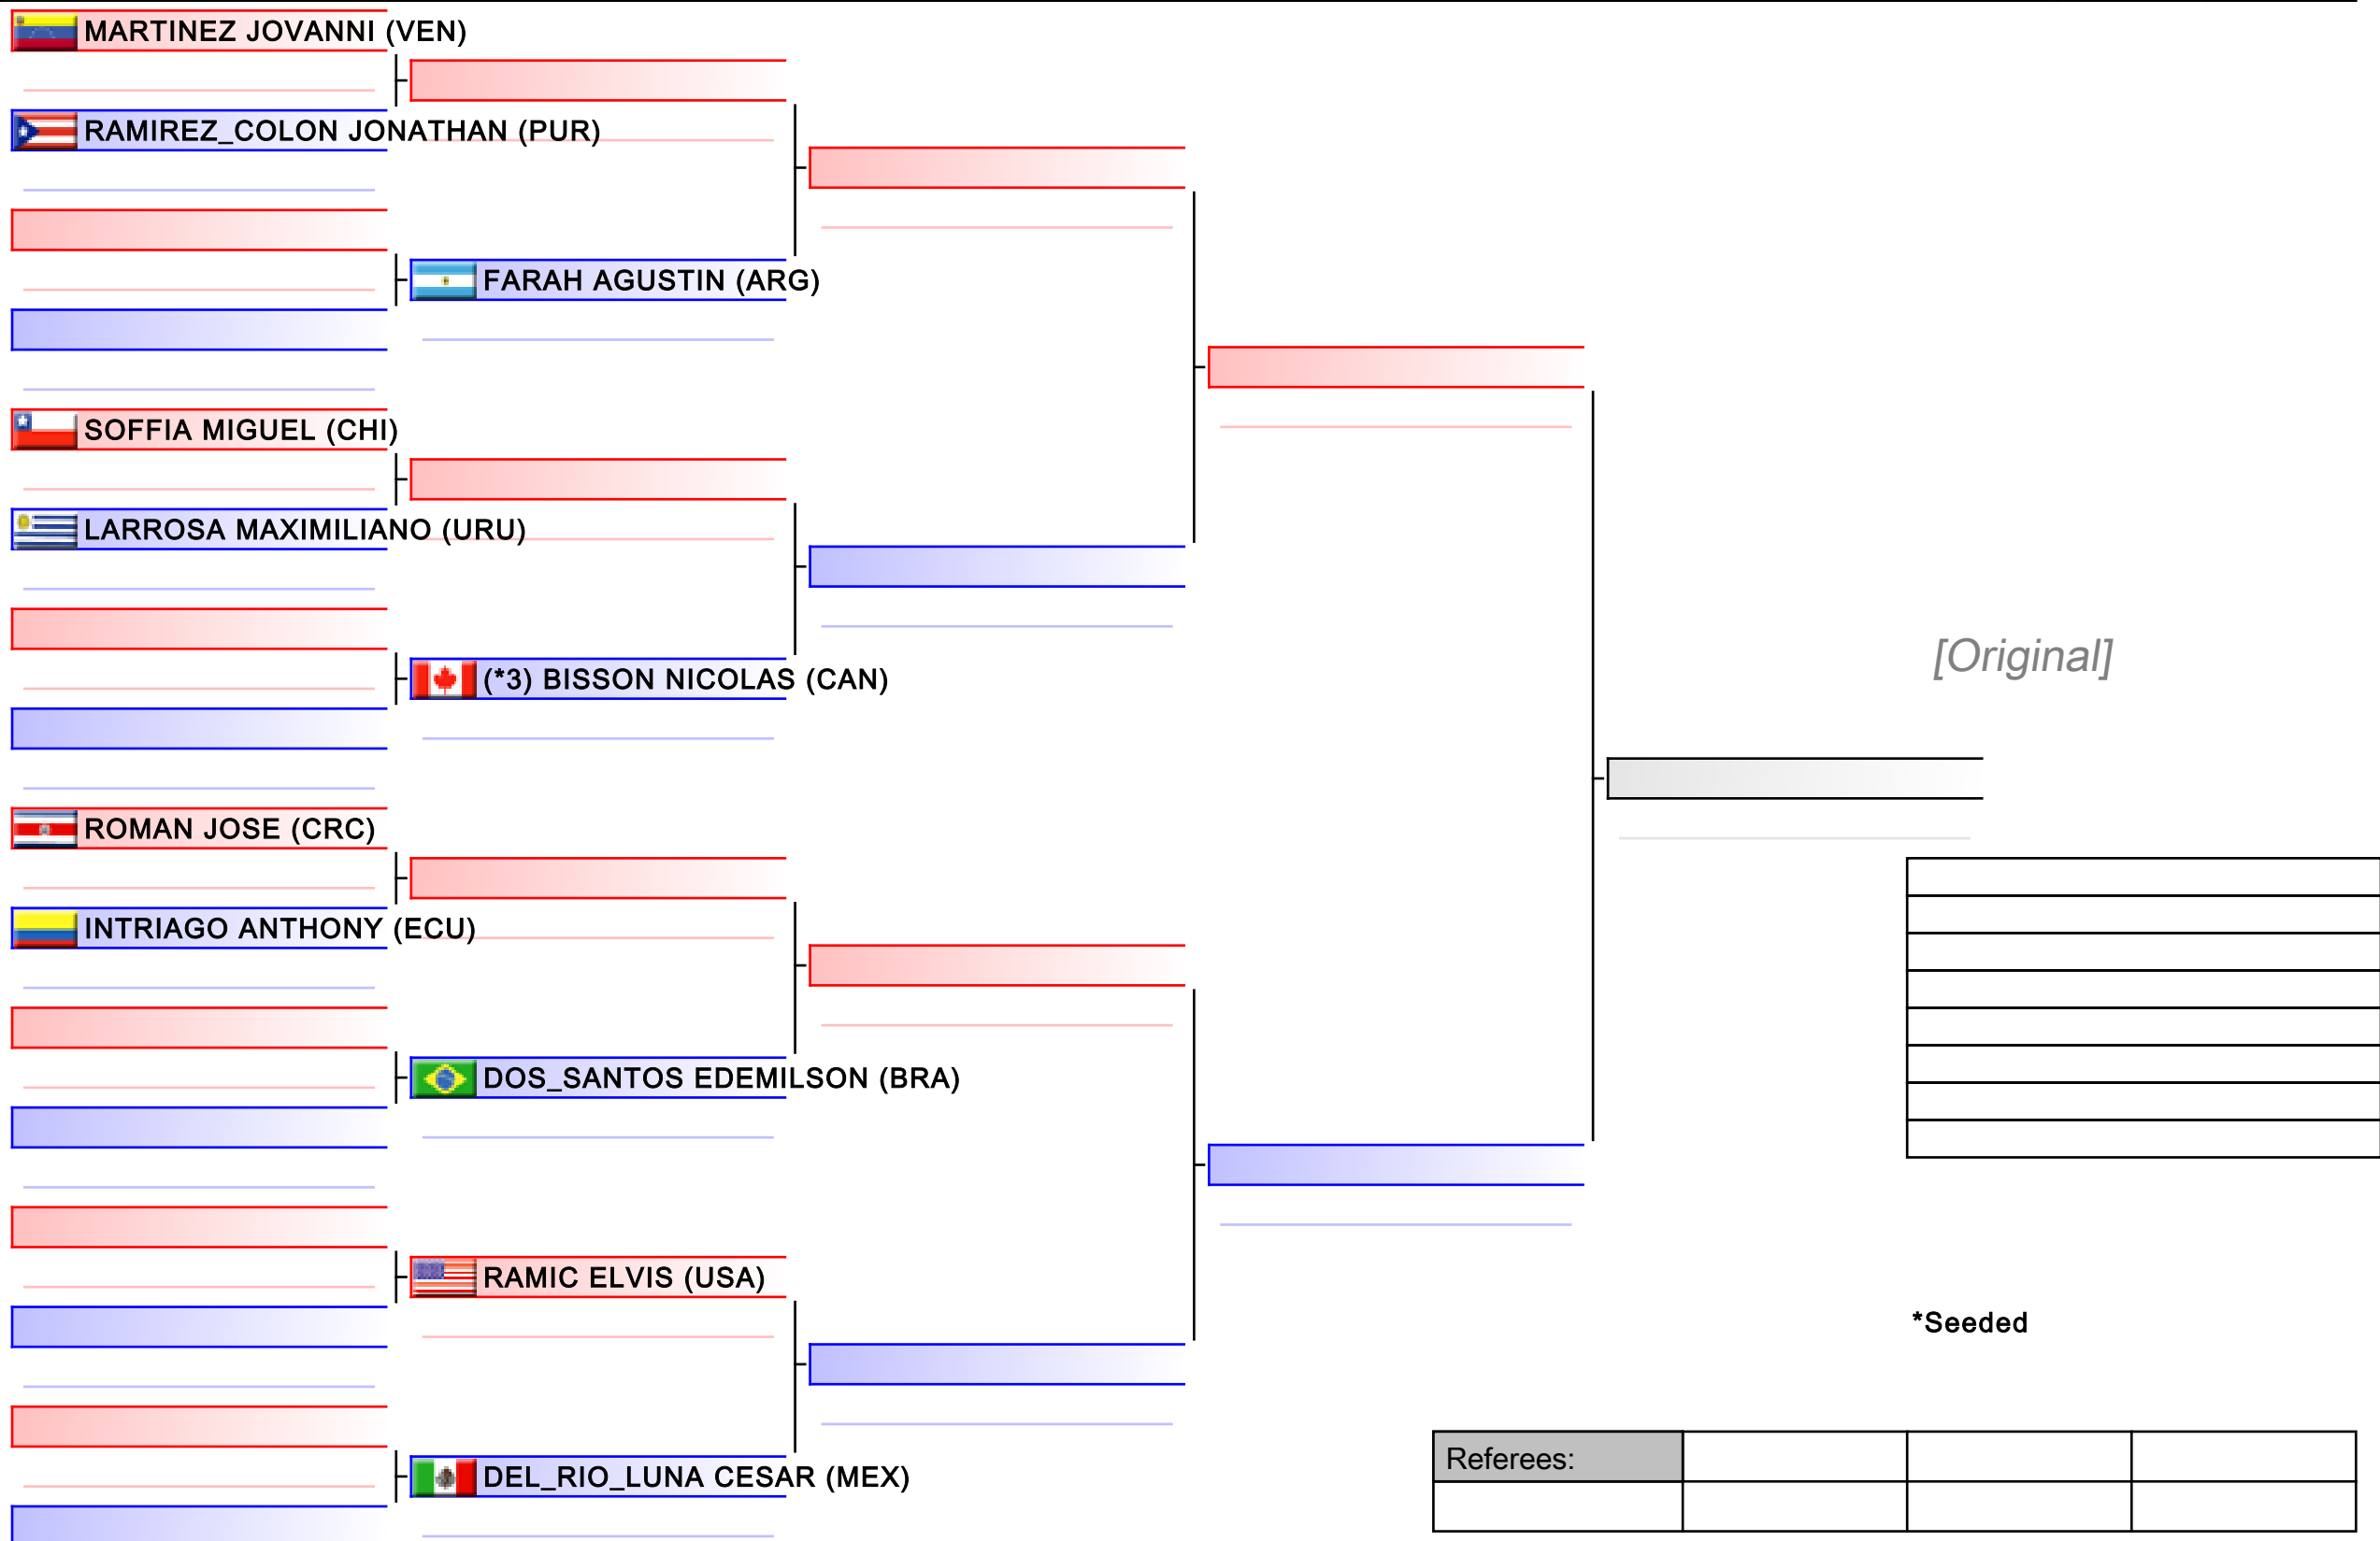 MARTINEZ JOVANNI (VEN)
RAMIREZ_COLON JONATHAN (PUR)
FARAH AGUSTIN (ARG)
SOFFIA MIGUEL (CHI)
LARROSA MAXIMILIANO (URU)
[Original]
(*3) BISSON NICOLAS (CAN)
ROMAN JOSE (CRC)
INTRIAGO ANTHONY (ECU)
DOS_SANTOS EDEMILSON (BRA)
RAMIC ELVIS (USA)
*Seeded
Referees:
DEL_RIO_LUNA CESAR (MEX)